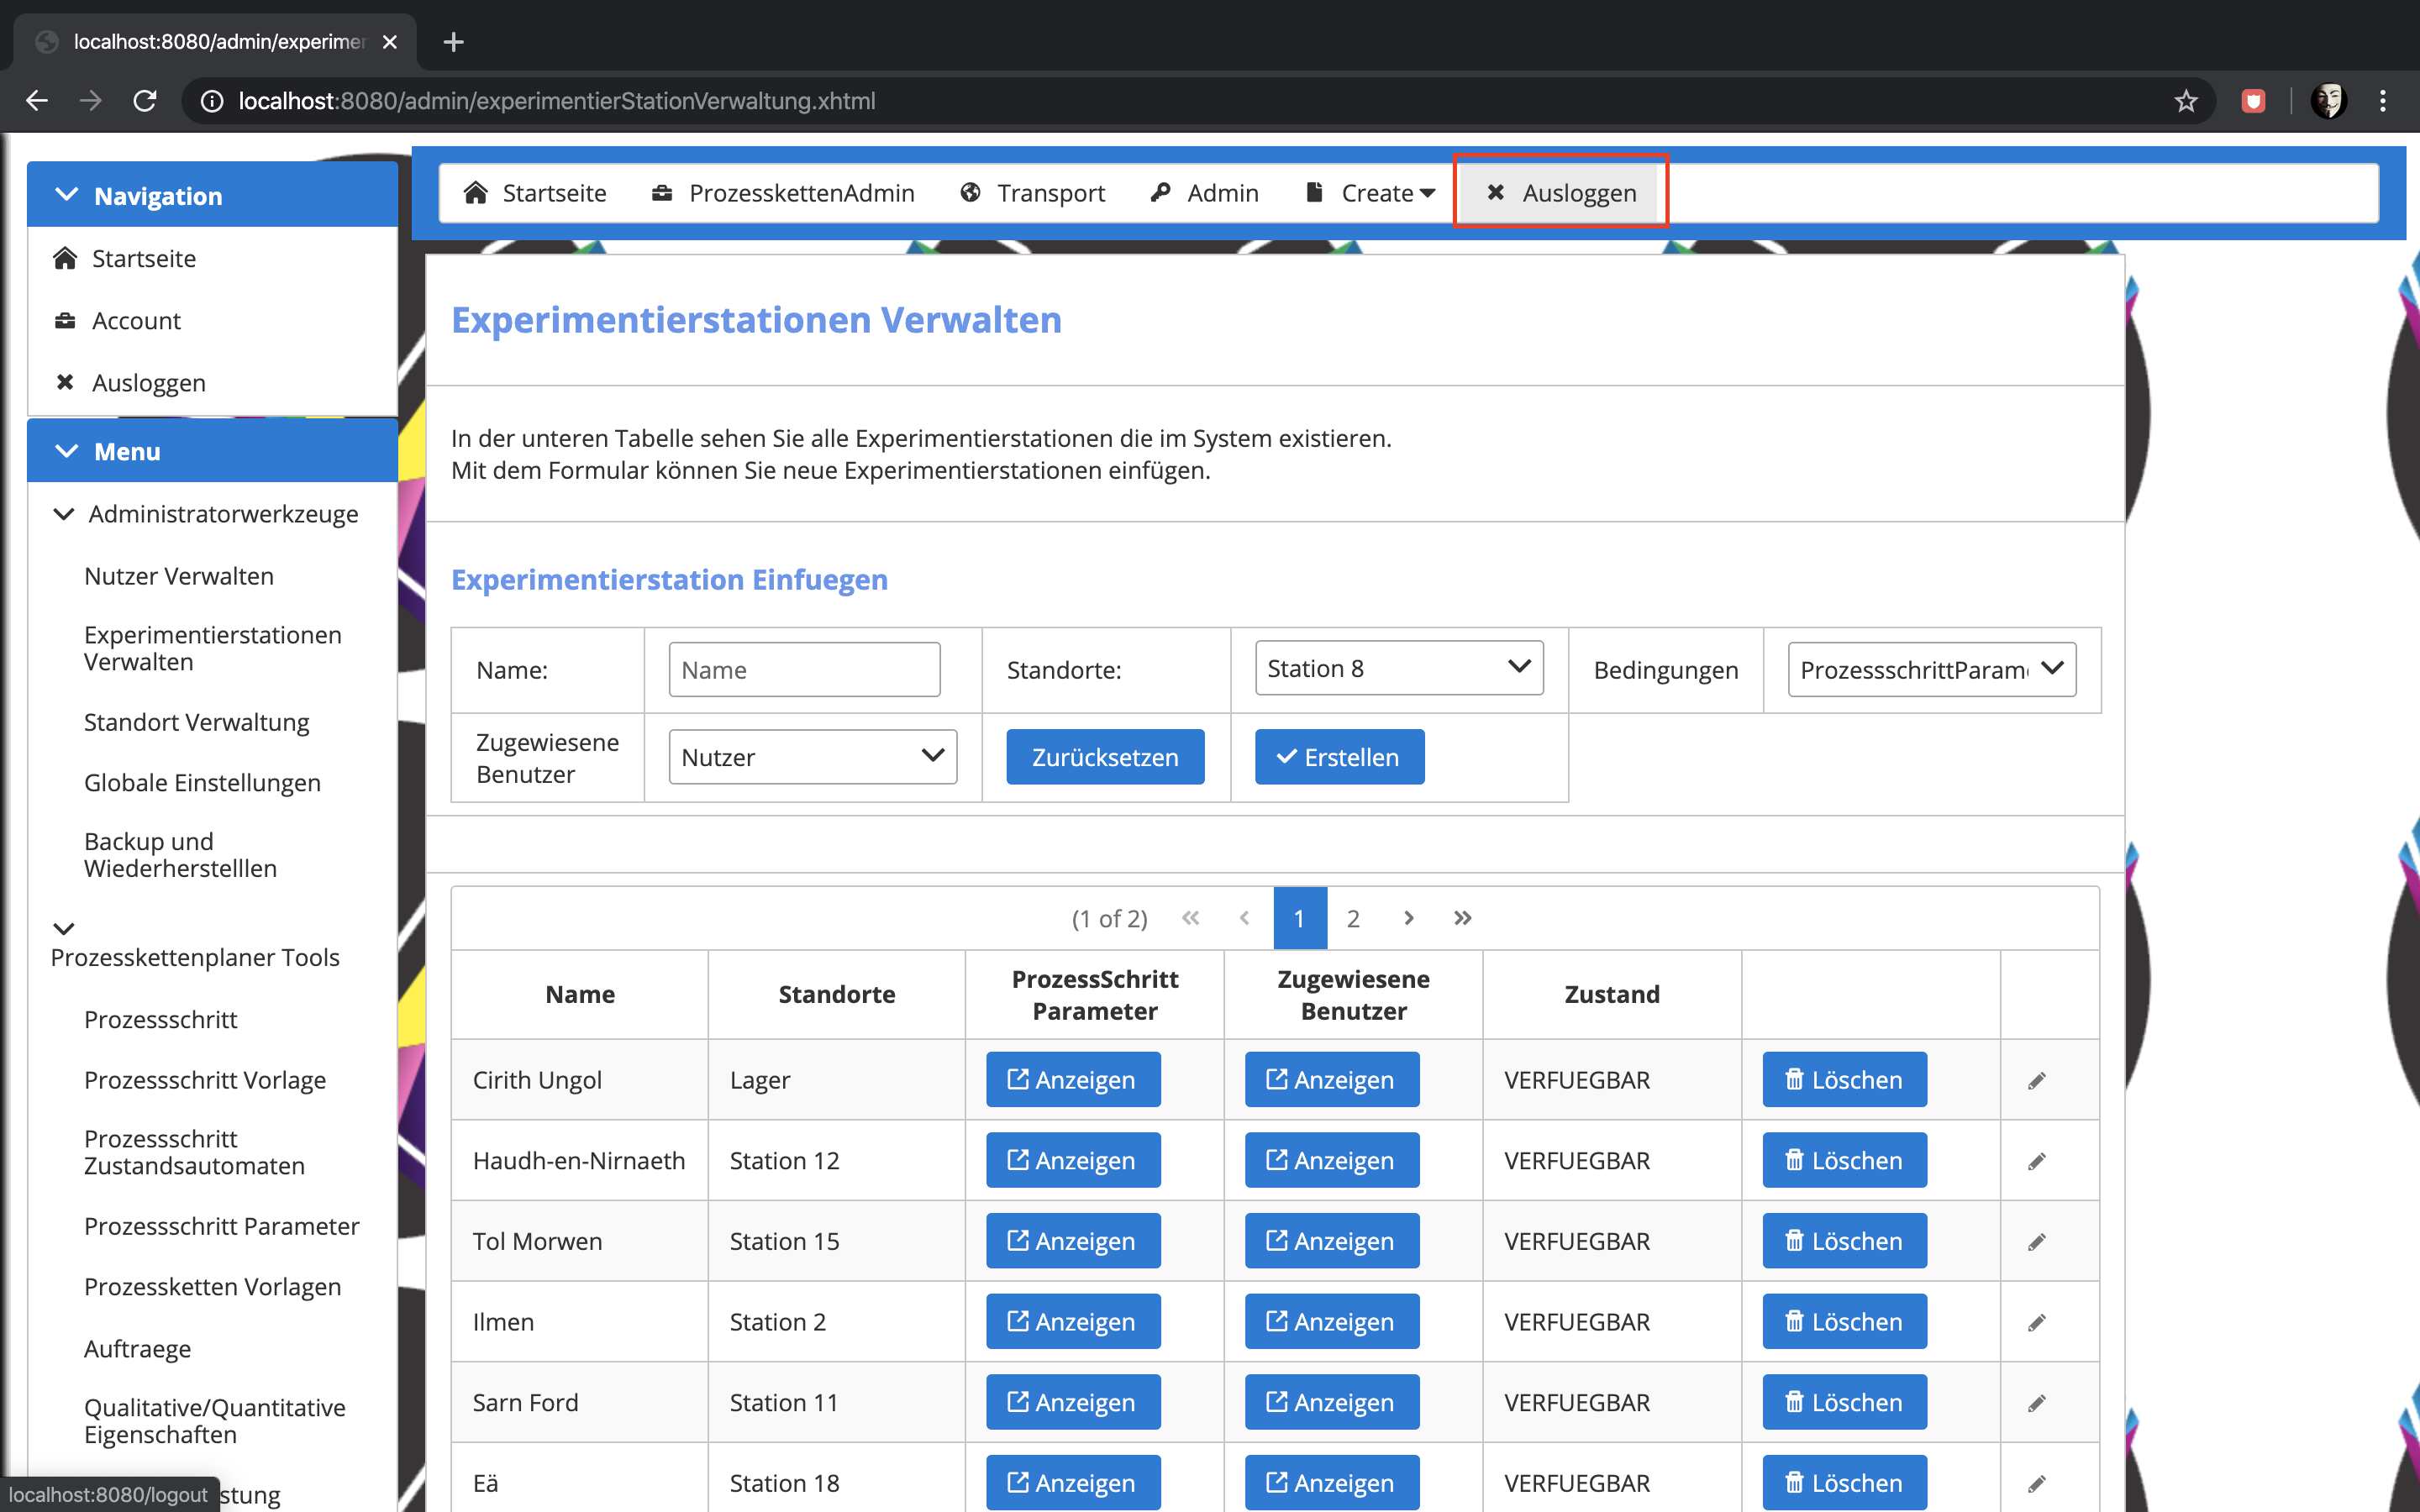 localhost:8080/admin/experimen
localhost:8080/admin/experimentierStationVerwaltung.xhtml
Navigation
Startseite
Account
Ausloggen
Menu
Administratorwerkzeuge
Nutzer Verwalten
Experimentierstationen
Verwalten
Standort Verwaltung
Globale Einstellungen
Backup und
Wiederherstelllen
Prozesskettenplaner Tools
Prozessschritt
Prozessschritt Vorlage
Prozessschritt
Zustandsautomaten
Prozessschritt Parameter
Prozessketten Vorlagen
Auftraege
Qualitative/Quantitative
Eigenschaften
stung
localhost:8080/logout
Startseite ProzesskettenAdmin Transport Admin Create Ausloggen
Experimentierstationen Verwalten
In der unteren Tabelle sehen Sie alle Experimentierstationen die im System existieren.
Mit dem Formular können Sie neue Experimentierstationen einfügen.
Experimentierstation Einfuegen
Name: Name Standorte: Station 8 Bedingungen ProzessschrittParam
Zugewiesene
Benutzer
Nutzer Zurücksetzen Erstellen
(1 of 2) 1 2
Name Standorte ProzessSchritt Parameter Zugewiesene Benutzer Zustand
Cirith Ungol Lager Anzeigen Anzeigen VERFUEGBAR Löschen
Haudh-en-Nirnaeth Station 12 Anzeigen Anzeigen VERFUEGBAR Löschen
Tol Morwen Station 15 Anzeigen Anzeigen VERFUEGBAR Löschen
Ilmen Station 2 Anzeigen Anzeigen VERFUEGBAR Löschen
Sarn Ford Station 11 Anzeigen Anzeigen VERFUEGBAR Löschen
Eä Station 18 Anzeigen Anzeigen VERFUEGBAR Löschen